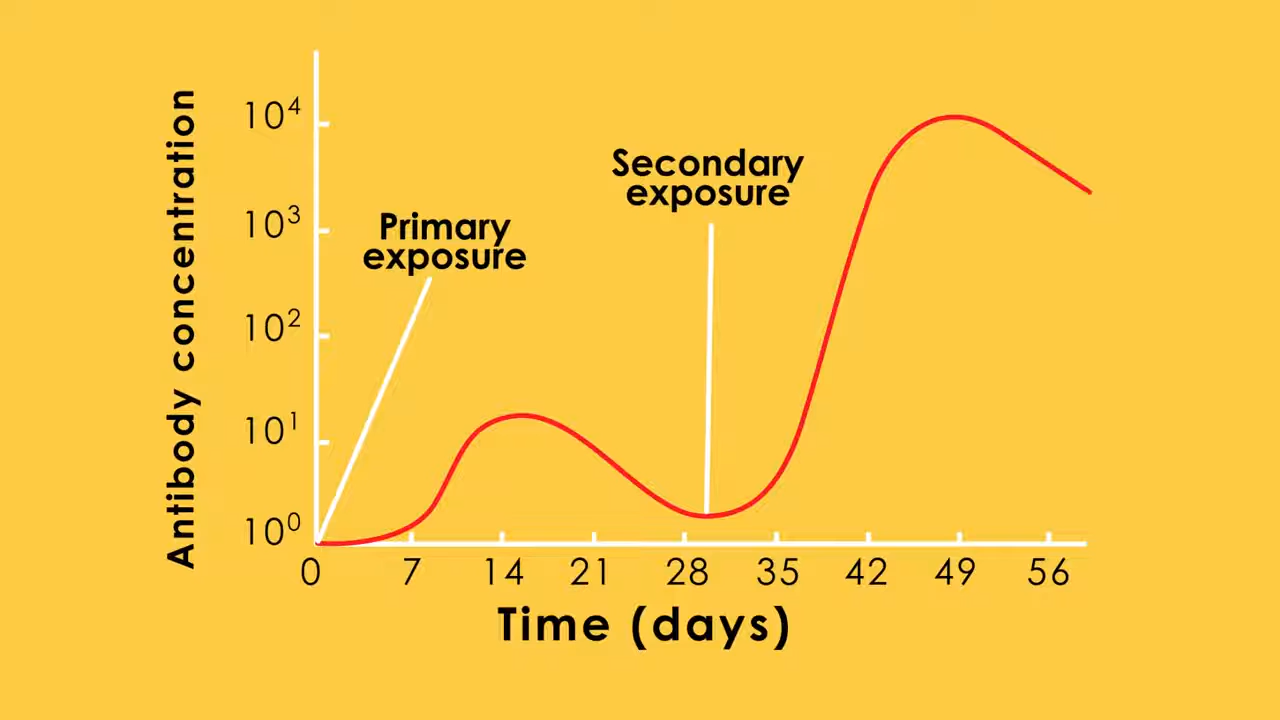 Antibody concentration
10⁴
10³
10²
10¹
10⁰
Primary
exposure
Secondary
exposure
0 7 14 21 28 35 42 49 56
Time (days)